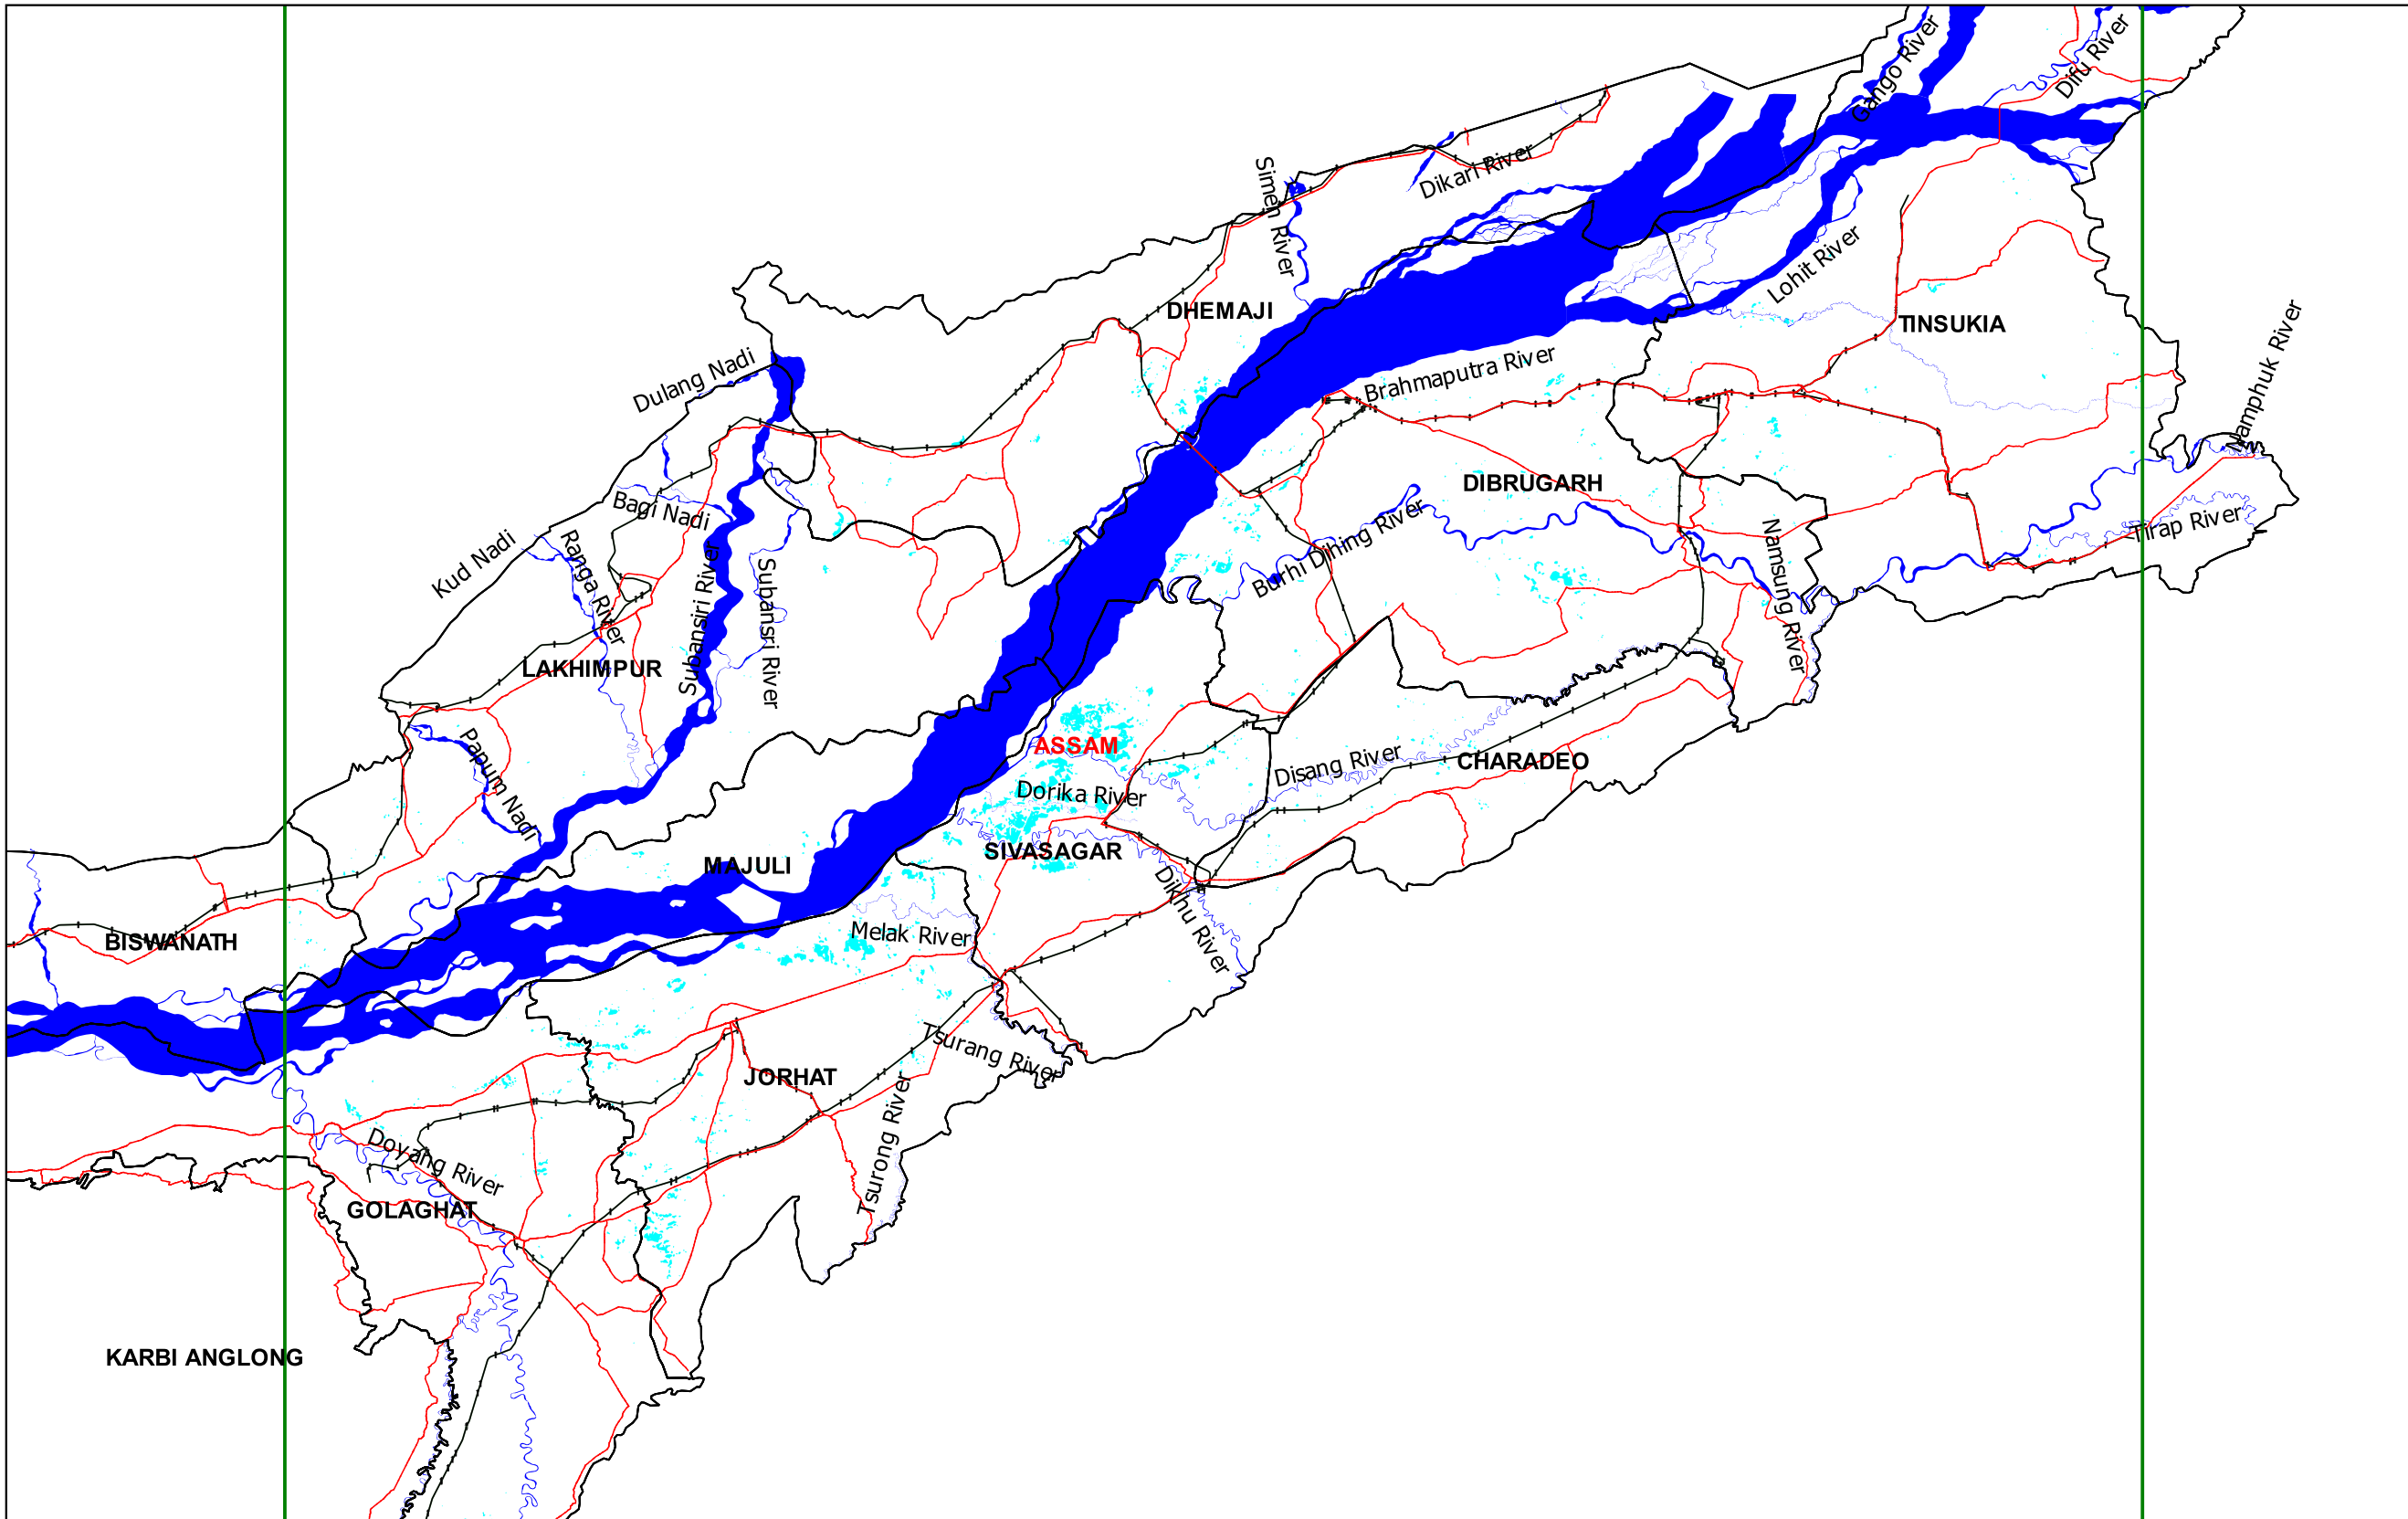 Gango River
Difu River
Simen River
Dikari River
Lohit River
DHEMAJI
TINSUKIA
Namphuk River
Dulang Nadi
Brahmaputra River
DIBRUGARH
Bagi Nadi
Kud Nadi
Ranga River
Burhi Dihing River
Namsung River
Tirap River
Subansiri River
Subansri River
LAKHIMPUR
Papum Nadi
ASSAM
Disang River
CHARADEO
Dorika River
SIVASAGAR
MAJULI
Dikhu River
Melak River
BISWANATH
Tsurang River
JORHAT
Tsurong River
Doyang River
GOLAGHAT
KARBI ANGLONG